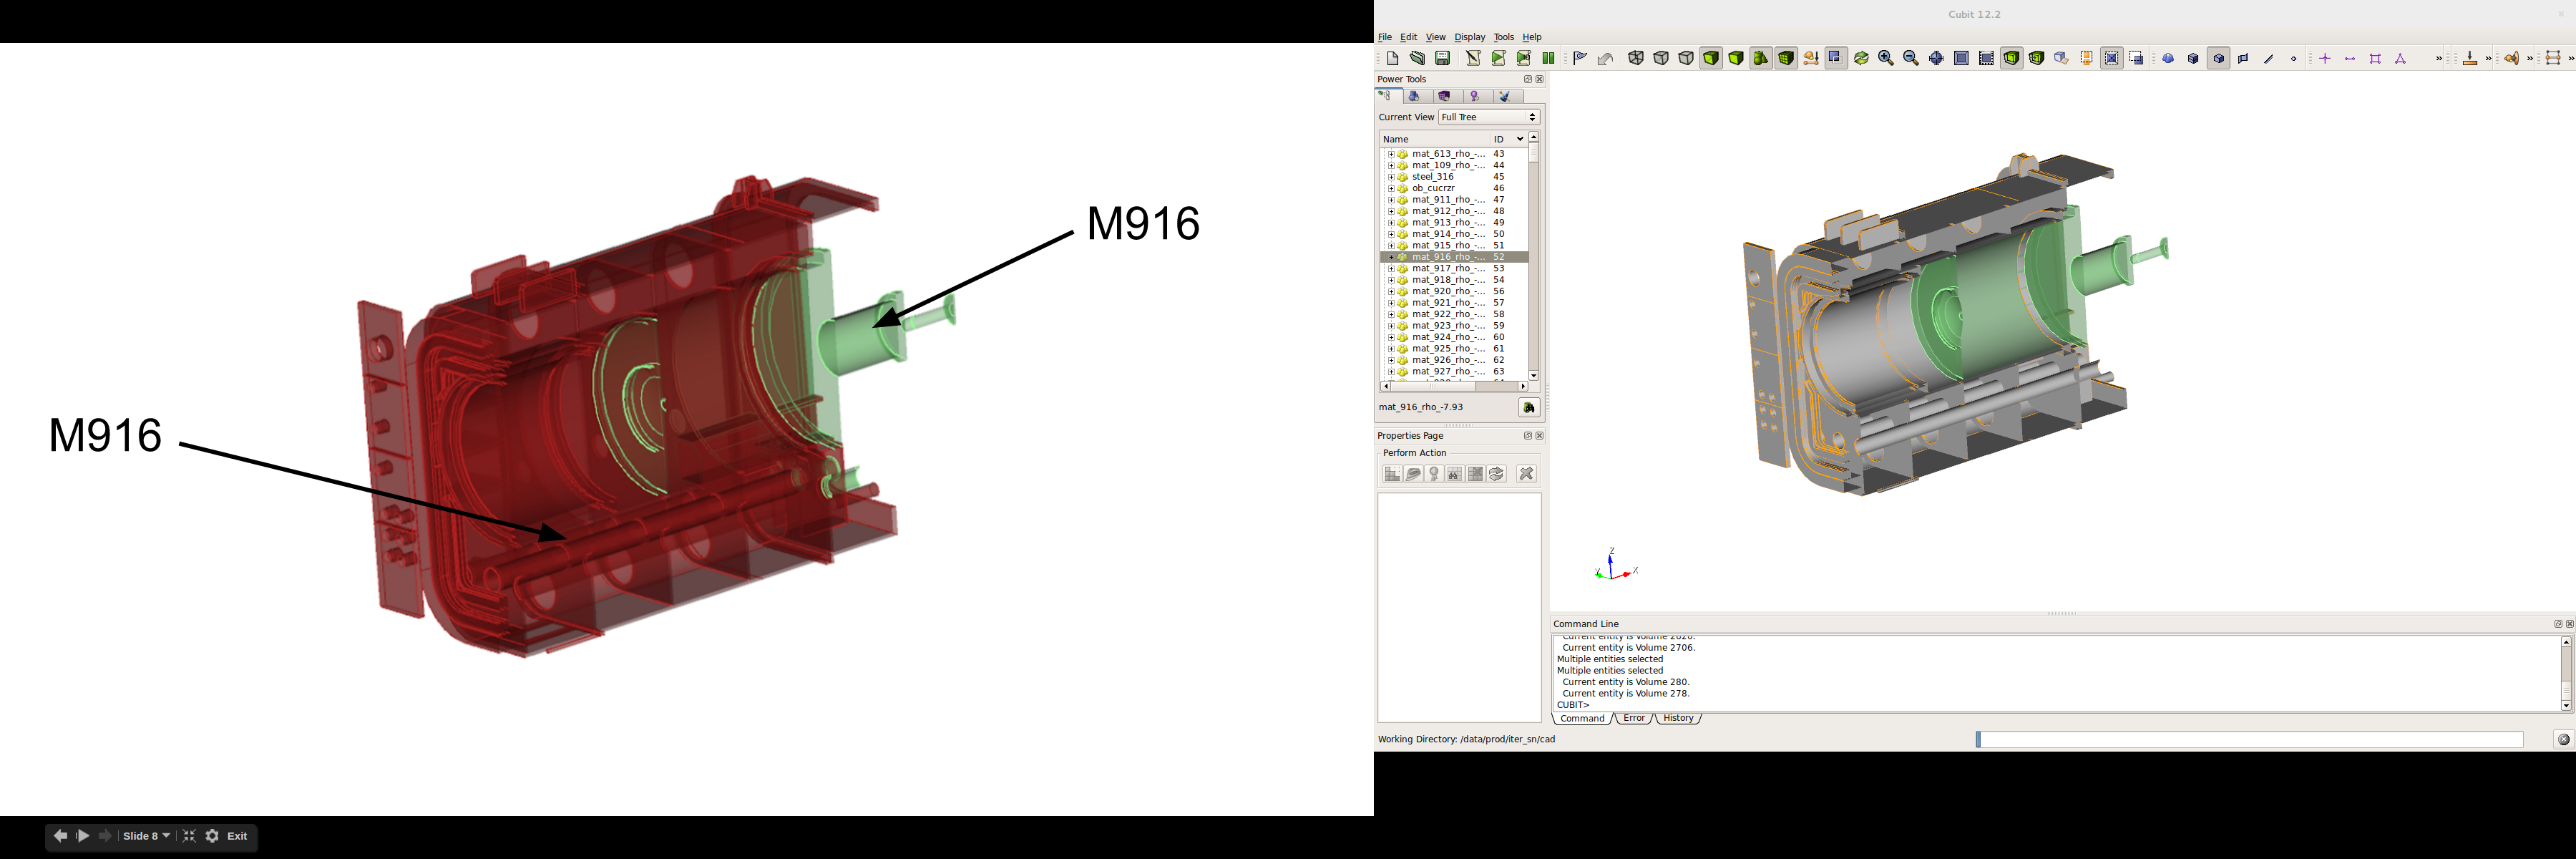 M916
M916
Slide 8
Exit
Cubit 12.2
File Edit View Display Tools Help
Power Tools
Current View Full Tree
Name ID
mat_613_rho_-... 43
mat_109_rho_-... 44
steel_316 45
ob_cucrzr 46
mat_911_rho_-... 47
mat_912_rho_-... 48
mat_913_rho_-... 49
mat_914_rho_-... 50
mat_915_rho_-... 51
mat_916_rho_-... 52
mat_917_rho_-... 53
mat_918_rho_-... 54
mat_920_rho_-... 56
mat_921_rho_-... 57
mat_922_rho_-... 58
mat_923_rho_-... 59
mat_924_rho_-... 60
mat_925_rho_-... 61
mat_926_rho_-... 62
mat_927_rho_-... 63
mat_916_rho_-7.93
Properties Page
Perform Action
Z
Y
X
Command Line
Current entity is Volume 2706.
Multiple entities selected
Multiple entities selected
Current entity is Volume 280.
Current entity is Volume 278.
CUBIT>
Command Error History
Working Directory: /data/prod/iter_sn/cad